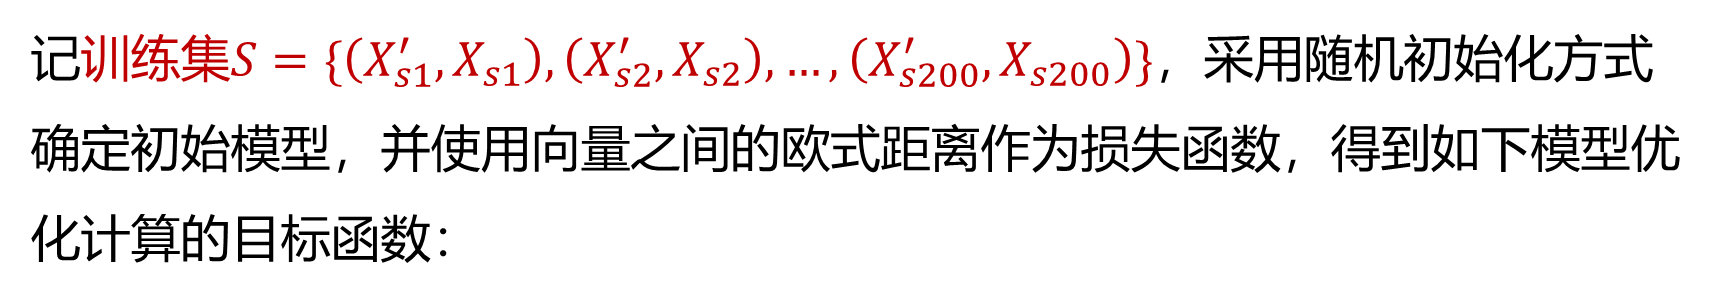 记训练集S = {(X′s1, Xs1), (X′s2, Xs2), … , (X′s200, Xs200)}，采用随机初始化方式
确定初始模型，并使用向量之间的欧式距离作为损失函数，得到如下模型优
化计算的目标函数：